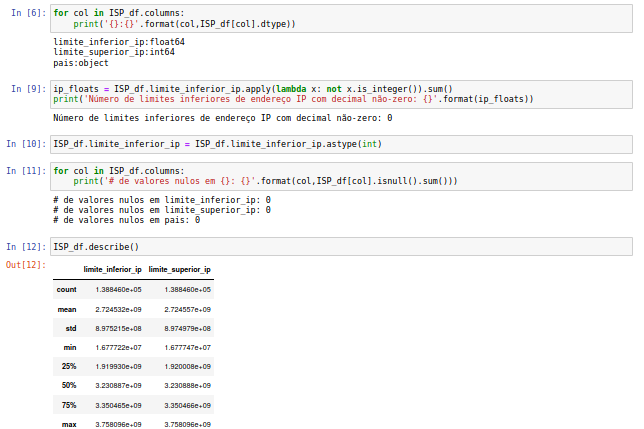 In [6]: for col in ISP_df.columns:
print('{}:{}'.format(col,ISP_df[col].dtype))
limite_inferior_ip:float64
limite_superior_ip:int64
pais:object
In [9]: ip_floats = ISP_df.limite_inferior_ip.apply(lambda x: not x.is_integer()).sum()
print('Número de limites inferiores de endereço IP com decimal não-zero: {}'.format(ip_floats))
Número de limites inferiores de endereço IP com decimal não-zero: 0
In [10]: ISP_df.limite_inferior_ip = ISP_df.limite_inferior_ip.astype(int)
In [11]: for col in ISP_df.columns:
print('# de valores nulos em {}: {}'.format(col,ISP_df[col].isnull().sum()))
# de valores nulos em limite_inferior_ip: 0
# de valores nulos em limite_superior_ip: 0
# de valores nulos em pais: 0
In [12]: ISP_df.describe()
Out[12]:
limite_inferior_ip limite_superior_ip
count 1.388460e+05 1.388460e+05
mean 2.724532e+09 2.724557e+09
std 8.975215e+08 8.974979e+08
min 1.677722e+07 1.677747e+07
25% 1.919930e+09 1.920008e+09
50% 3.230887e+09 3.230888e+09
75% 3.350465e+09 3.350466e+09
max 3.758096e+09 3.758096e+09